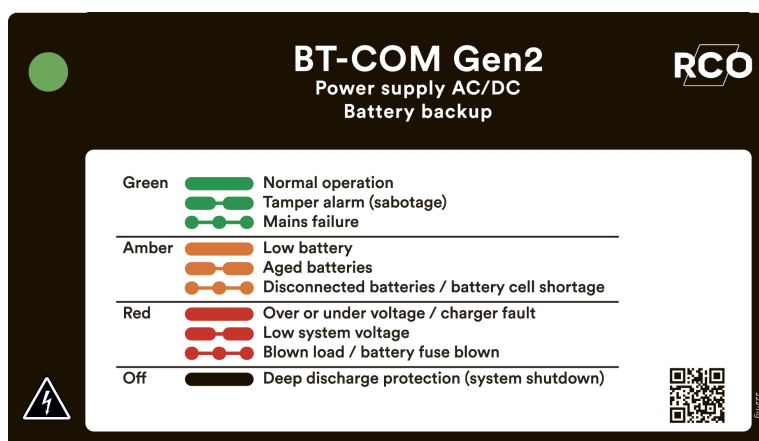 BT-COM Gen2
RCO
Power supply AC/DC
Battery backup
Green Normal operation
Tamper alarm (sabotage)
Mains failure
Amber Low battery
Aged batteries
Disconnected batteries / battery cell shortage
Red Over or under voltage / charger fault
Low system voltage
Blown load / battery fuse blown
Off Deep discharge protection (system shutdown)